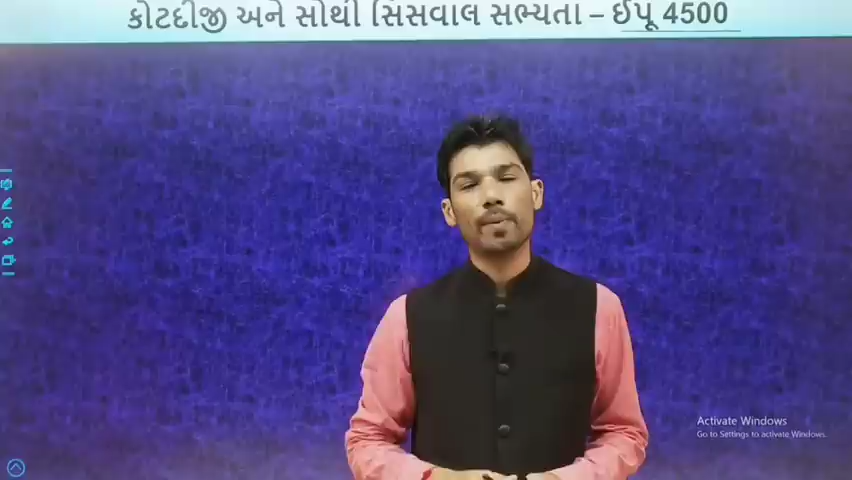 કોટદીજી અને સોથી સિસવાલ સભ્યતા – ઈપૂ 4500
Activate Windows
Go to Settings to activate Windows.